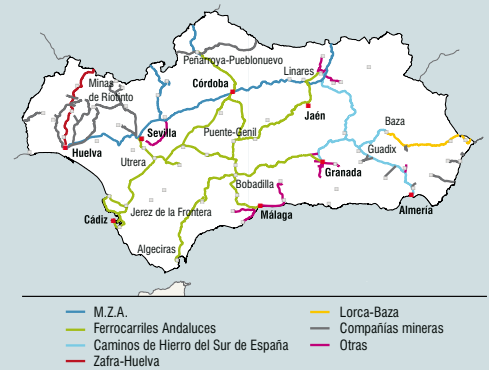 Peñarroya-Pueblonuevo
Linares
Minas
de Riotinto
Córdoba
Jaén
Baza
Sevilla
Puente-Genil
Guadix
Huelva
Utrera
Granada
Bobadilla
Almería
Jerez de la Frontera
Málaga
Cádiz
Algeciras
M.Z.A.
Ferrocarriles Andaluces
Caminos de Hierro del Sur de España
Zafra-Huelva
Lorca-Baza
Compañías mineras
Otras